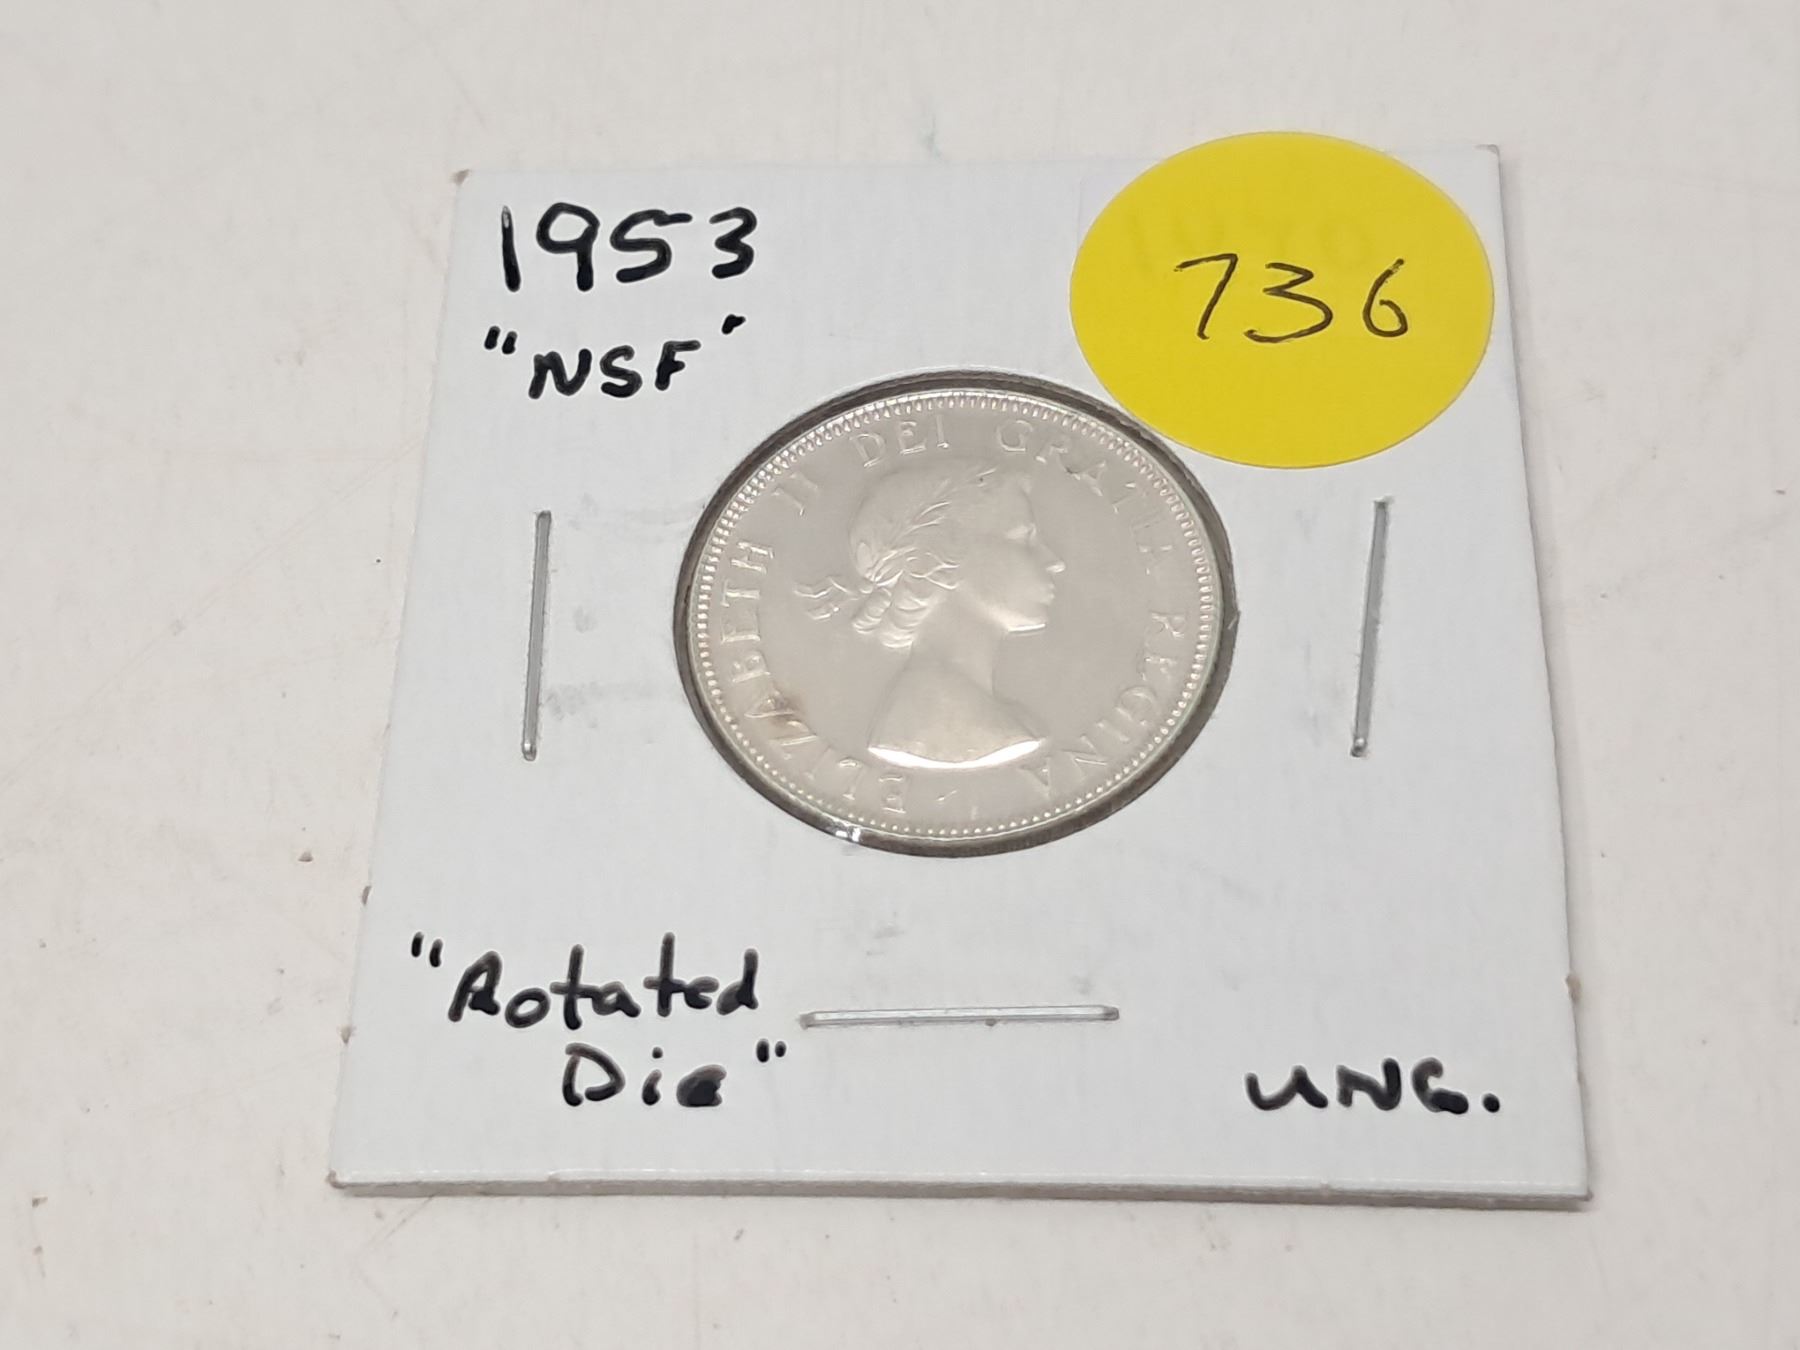 1953
"NSF"
736
ELIZABETH II DEI GRATIA REGINA
"Rotated
Die"
UNC.